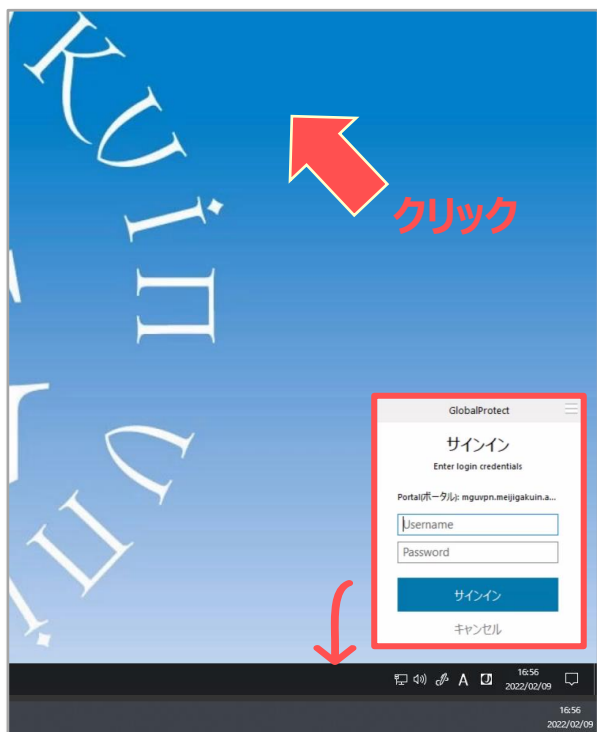 KUin
Uni
クリック
GlobalProtect
サインイン
Enter login credentials
Portal(ポータル): mguvpn.meijigakuin.a...
Username
Password
サインイン
キャンセル
A
16:56
2022/02/09
16:56
2022/02/09